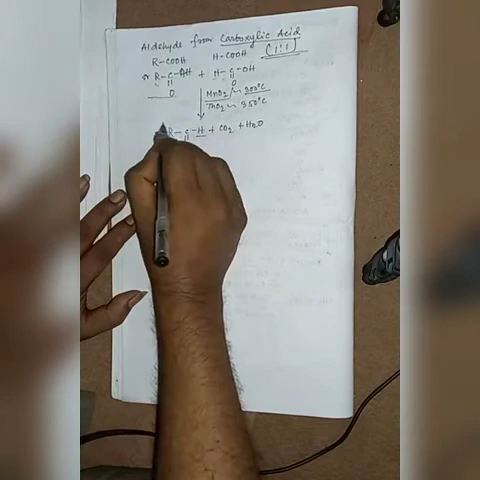 Aldehyde from Carboxylic Acid
R-COOH H-COOH (1:1)
or R-C-OH + H-C-OH
|| ||
O O
MnO2/~ 300°C
ThO2 ~ 350°C
R-C-H + CO2 + H2O
||